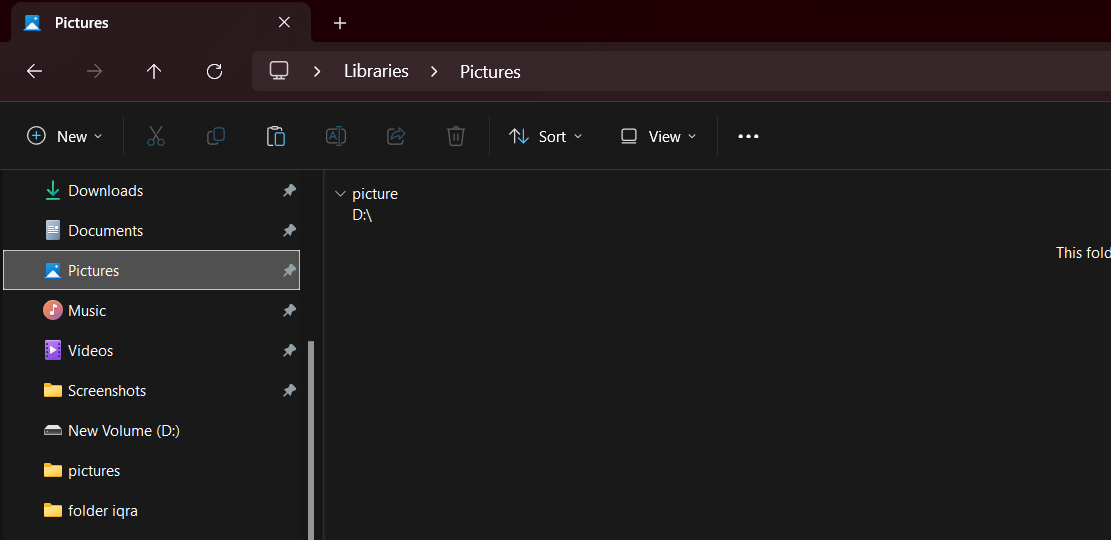 Pictures
Libraries > Pictures
New
Sort
View
Downloads
Documents
Pictures
Music
Videos
Screenshots
New Volume (D:)
pictures
folder iqra
picture
D:\
This fold